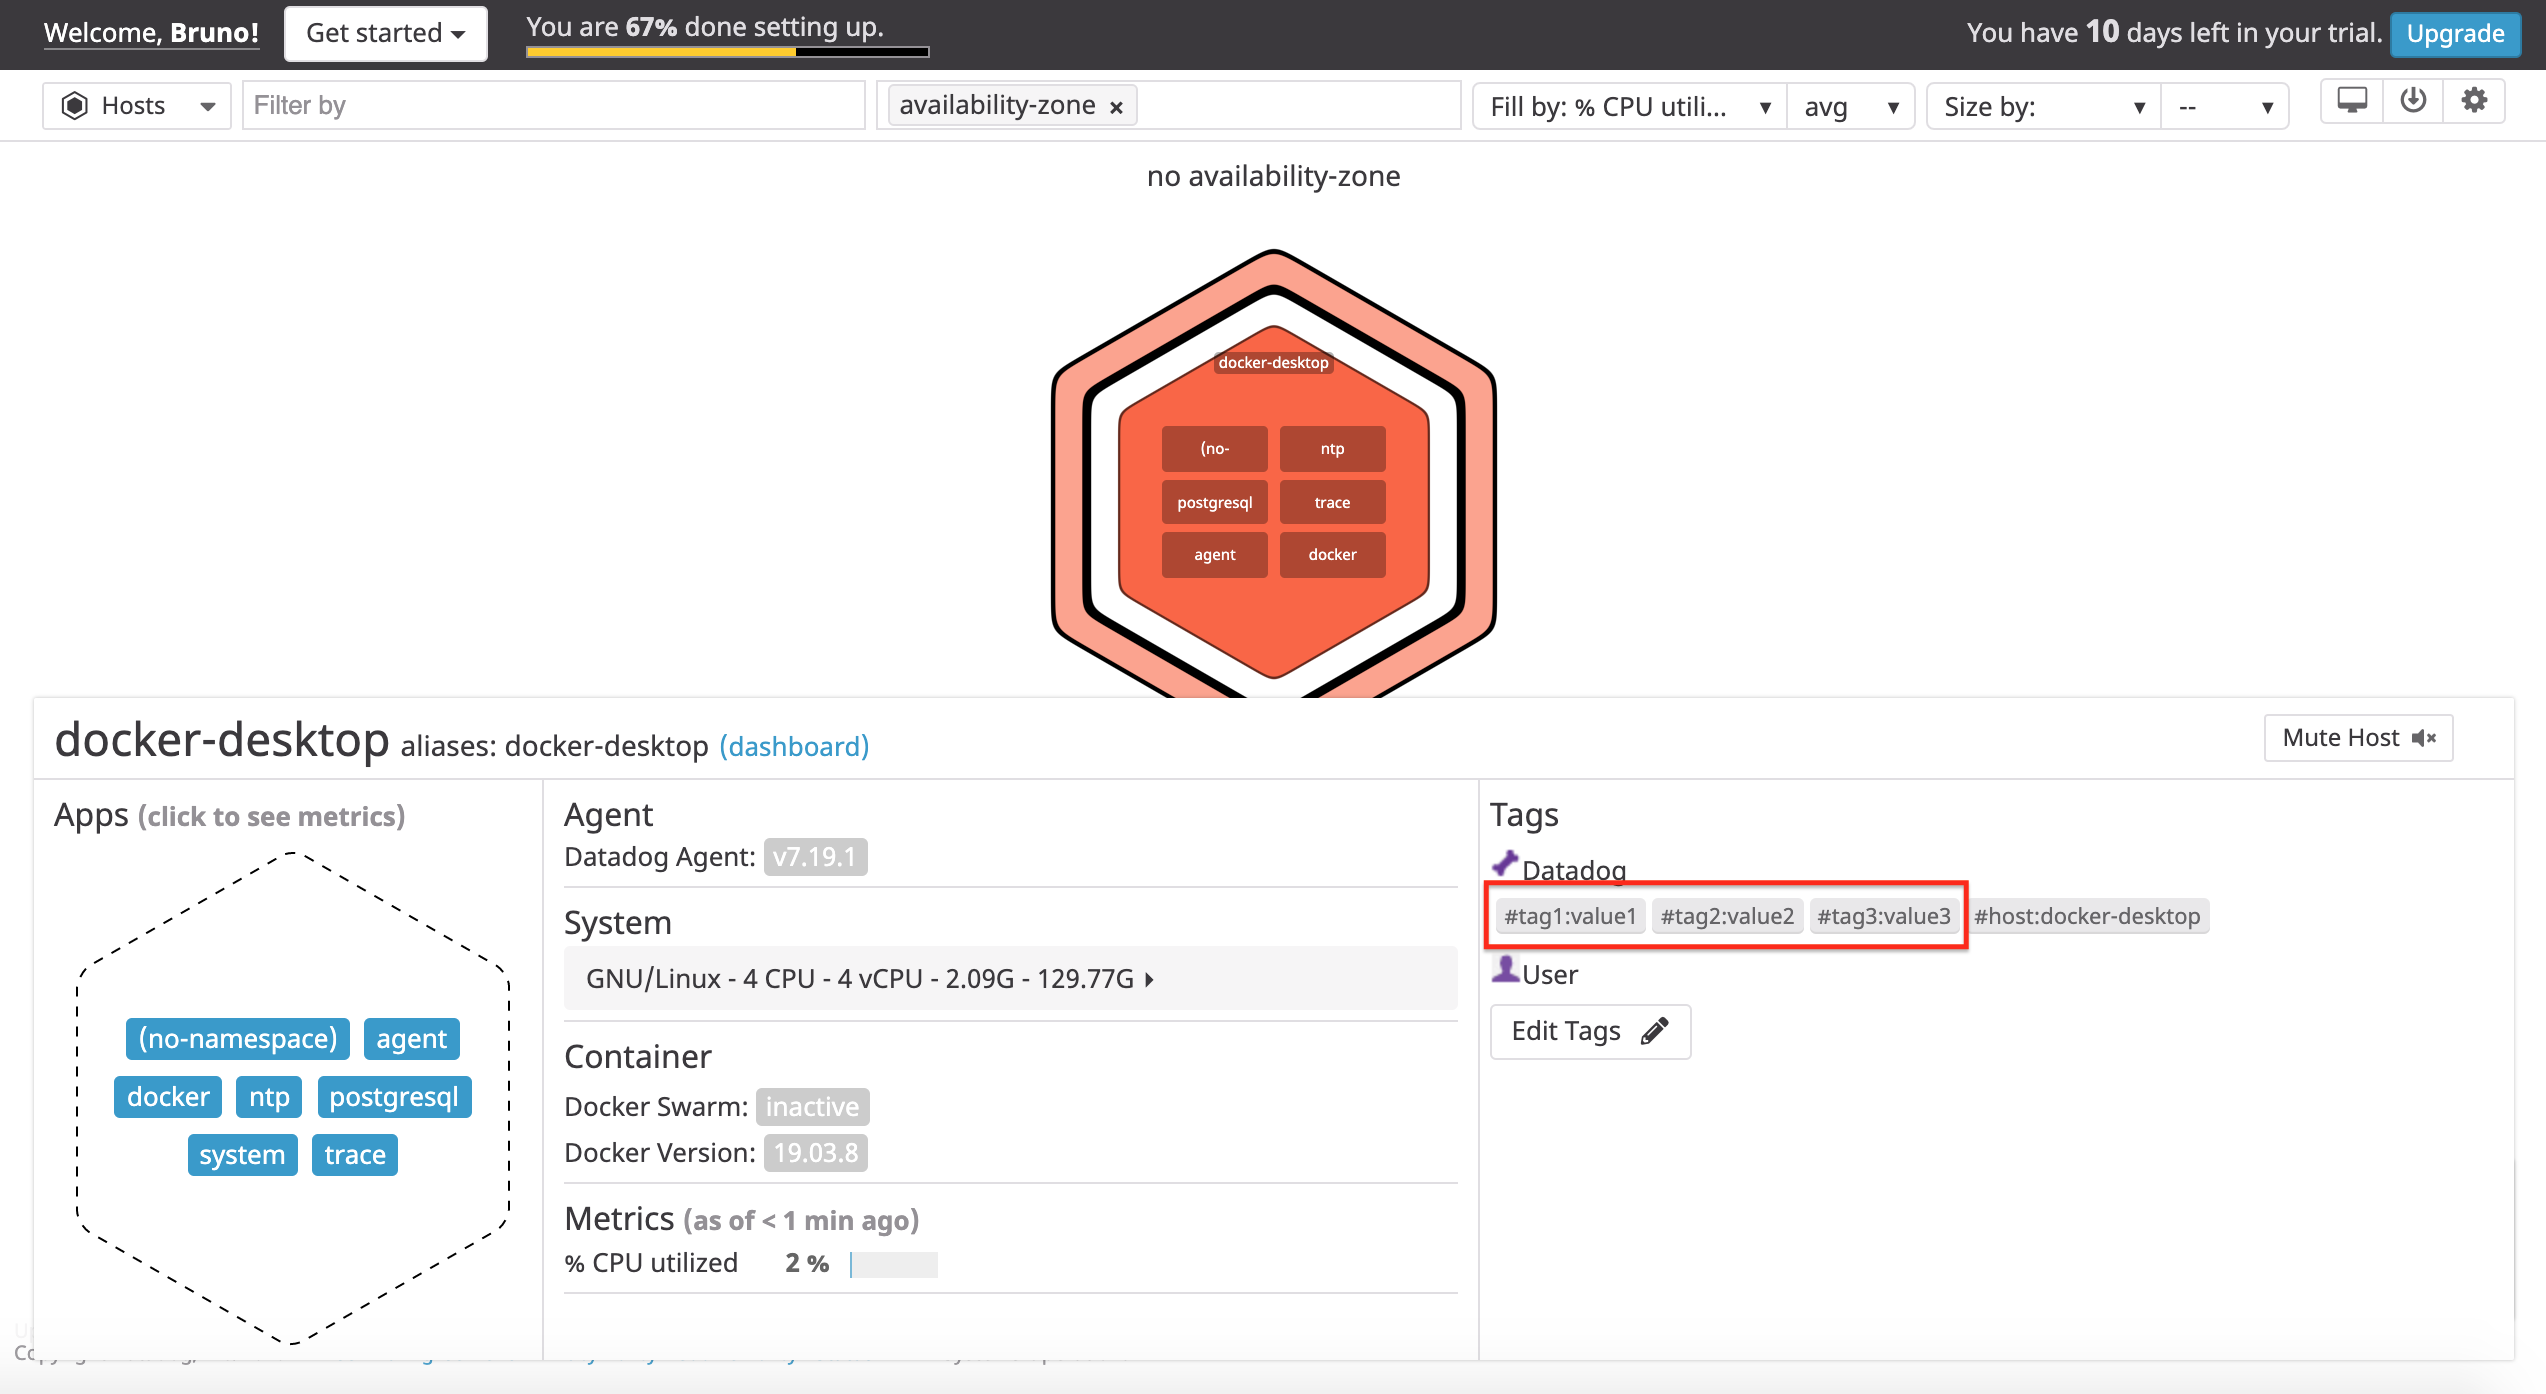 Welcome, Bruno!
Get started
You are 67% done setting up.
You have 10 days left in your trial.
Upgrade
Hosts
Filter by
availability-zone ×
Fill by: % CPU utili...
avg
Size by:
--
no availability-zone
docker-desktop
(no-
ntp
postgresql
trace
agent
docker
docker-desktop aliases: docker-desktop (dashboard)
Mute Host
Apps (click to see metrics)
(no-namespace)
agent
docker
ntp
postgresql
system
trace
Agent
Datadog Agent: v7.19.1
System
GNU/Linux - 4 CPU - 4 vCPU - 2.09G - 129.77G
Container
Docker Swarm: inactive
Docker Version: 19.03.8
Metrics (as of < 1 min ago)
% CPU utilized 2 %
Tags
Datadog
#tag1:value1 #tag2:value2 #tag3:value3 #host:docker-desktop
User
Edit Tags